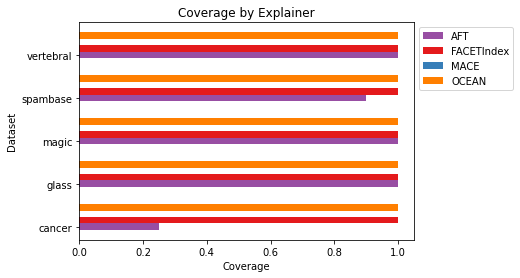 Coverage by Explainer
AFT
FACETIndex
MACE
OCEAN
Dataset
vertebral
spambase
magic
glass
cancer
0.0 0.2 0.4 0.6 0.8 1.0
Coverage